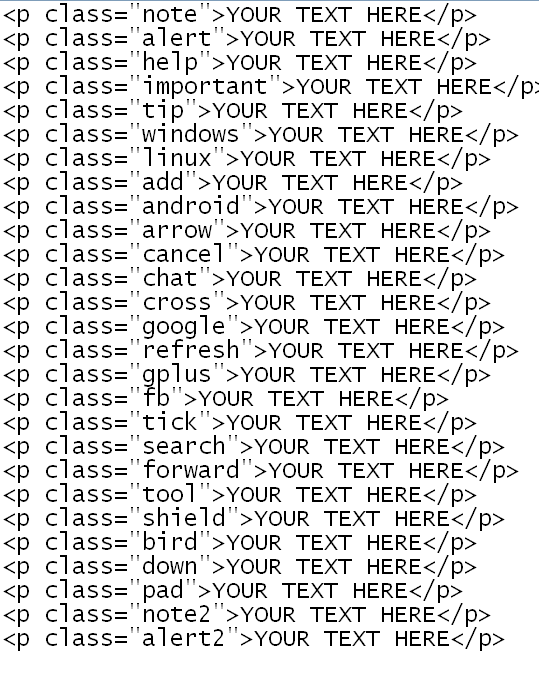 <p class="note">YOUR TEXT HERE</p>
<p class="alert">YOUR TEXT HERE</p>
<p class="help">YOUR TEXT HERE</p>
<p class="important">YOUR TEXT HERE</p>
<p class="tip">YOUR TEXT HERE</p>
<p class="windows">YOUR TEXT HERE</p>
<p class="linux">YOUR TEXT HERE</p>
<p class="add">YOUR TEXT HERE</p>
<p class="android">YOUR TEXT HERE</p>
<p class="arrow">YOUR TEXT HERE</p>
<p class="cancel">YOUR TEXT HERE</p>
<p class="chat">YOUR TEXT HERE</p>
<p class="cross">YOUR TEXT HERE</p>
<p class="google">YOUR TEXT HERE</p>
<p class="refresh">YOUR TEXT HERE</p>
<p class="gplus">YOUR TEXT HERE</p>
<p class="fb">YOUR TEXT HERE</p>
<p class="tick">YOUR TEXT HERE</p>
<p class="search">YOUR TEXT HERE</p>
<p class="forward">YOUR TEXT HERE</p>
<p class="tool">YOUR TEXT HERE</p>
<p class="shield">YOUR TEXT HERE</p>
<p class="bird">YOUR TEXT HERE</p>
<p class="down">YOUR TEXT HERE</p>
<p class="pad">YOUR TEXT HERE</p>
<p class="note2">YOUR TEXT HERE</p>
<p class="alert2">YOUR TEXT HERE</p>